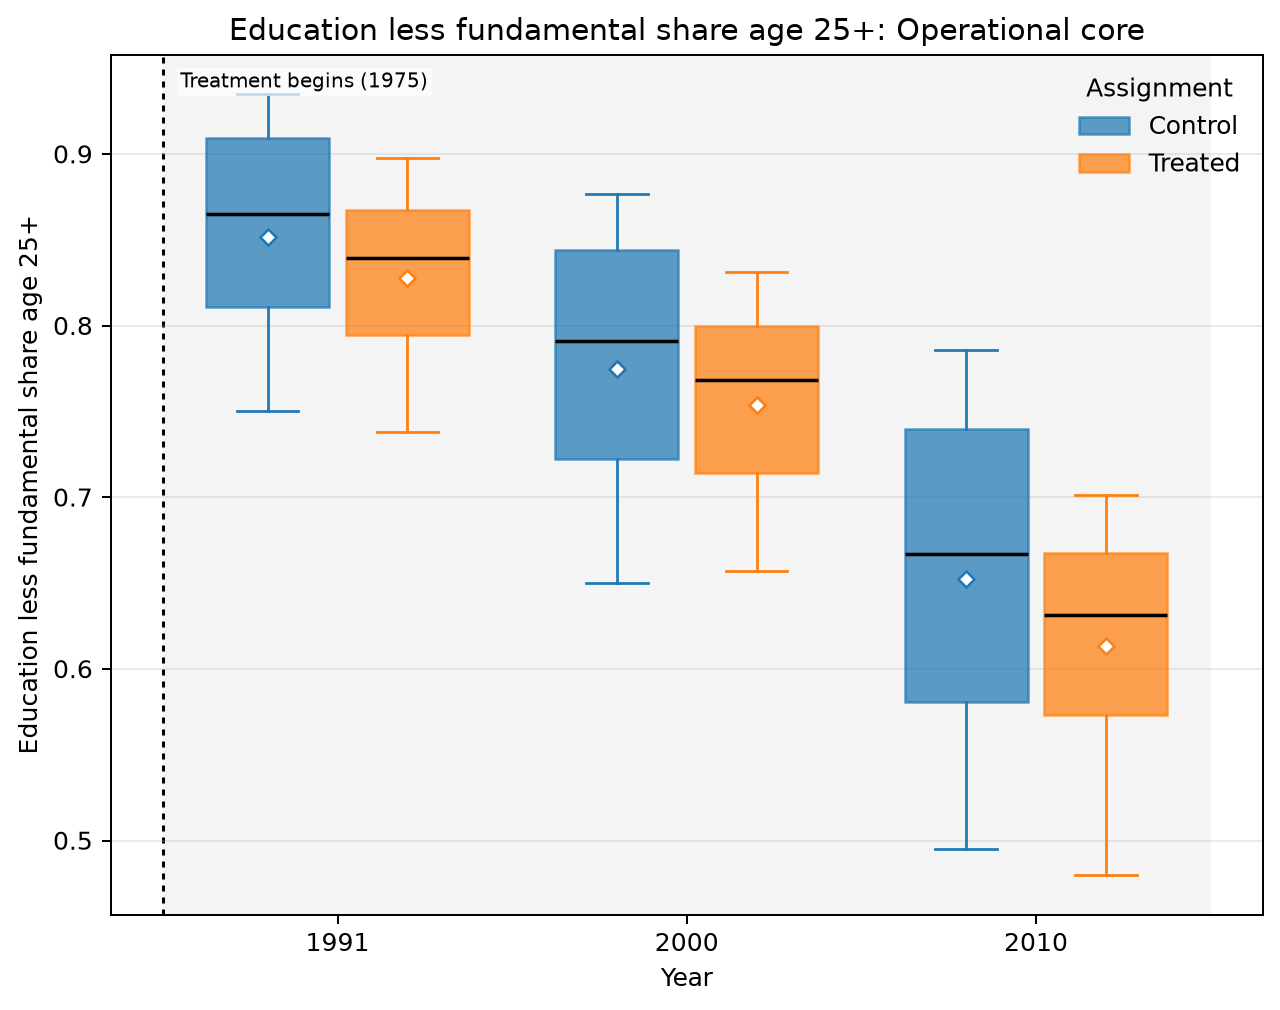 Education less fundamental share age 25+: Operational core
Treatment begins (1975)
Assignment
Control
Treated
Education less fundamental share age 25+
0.9
0.8
0.7
0.6
0.5
1991
2000
2010
Year